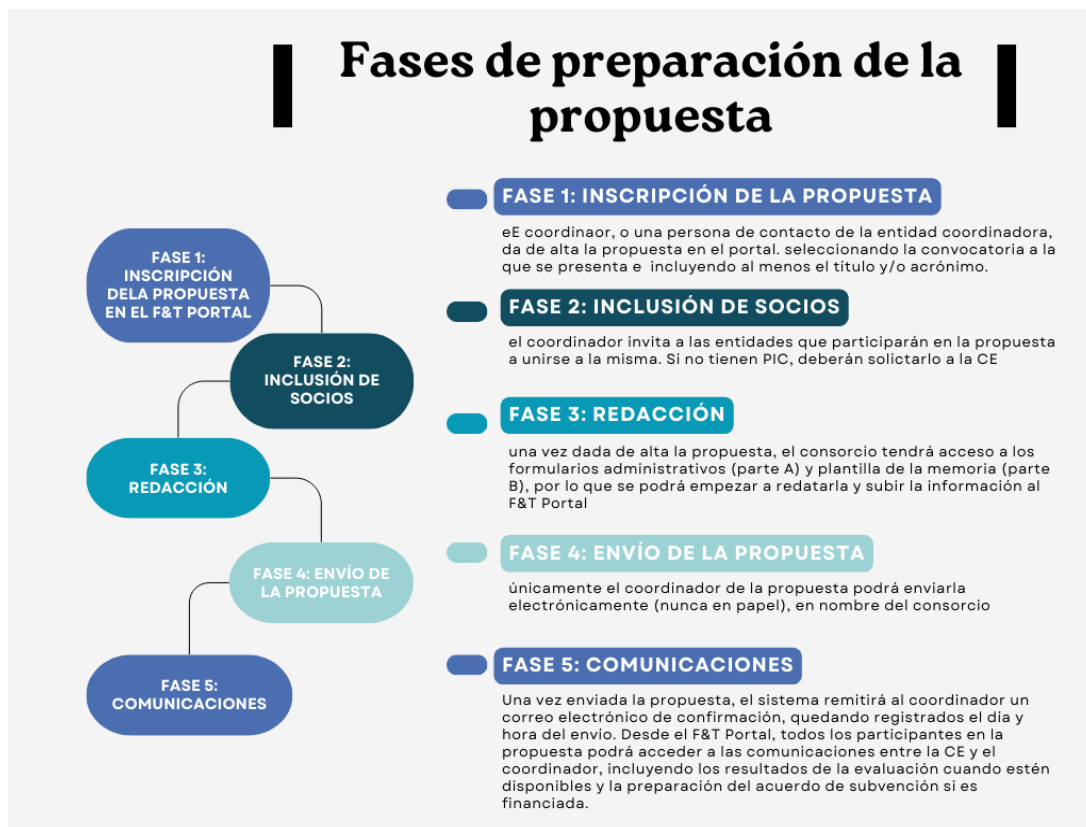 Fases de preparación de la
propuesta
FASE 1:
INSCRIPCIÓN
DELA PROPUESTA
EN EL F&T PORTAL
FASE 2:
INCLUSIÓN DE
SOCIOS
FASE 3:
REDACCIÓN
FASE 4: ENVÍO DE
LA PROPUESTA
FASE 5:
COMUNICACIONES
FASE 1: INSCRIPCIÓN DE LA PROPUESTA
eE coordinaor, o una persona de contacto de la entidad coordinadora,
da de alta la propuesta en el portal. seleccionando la convocatoria a la
que se presenta e  incluyendo al menos el titulo y/o acrónimo.
FASE 2: INCLUSIÓN DE SOCIOS
el coordinador invita a las entidades que participarán en la propuesta
a unirse a la misma. Si no tienen PIC, deberán solictarlo a la CE
FASE 3: REDACCIÓN
una vez dada de alta la propuesta, el consorcio tendrá acceso a los
formularios administrativos (parte A) y plantilla de la memoria (parte
B), por lo que se podrá empezar a redatarla y subir la información al
F&T Portal
FASE 4: ENVÍO DE LA PROPUESTA
únicamente el coordinador de la propuesta podrá enviarla
electrónicamente (nunca en papel), en nombre del consorcio
FASE 5: COMUNICACIONES
Una vez enviada la propuesta, el sistema remitirá al coordinador un
correo electrónico de confirmación, quedando registrados el día y
hora del envío. Desde el F&T Portal, todos los participantes en la
propuesta podrá acceder a las comunicaciones entre la CE y el
coordinador, incluyendo los resultados de la evaluación cuando estén
disponibles y la preparación del acuerdo de subvención si es
financiada.